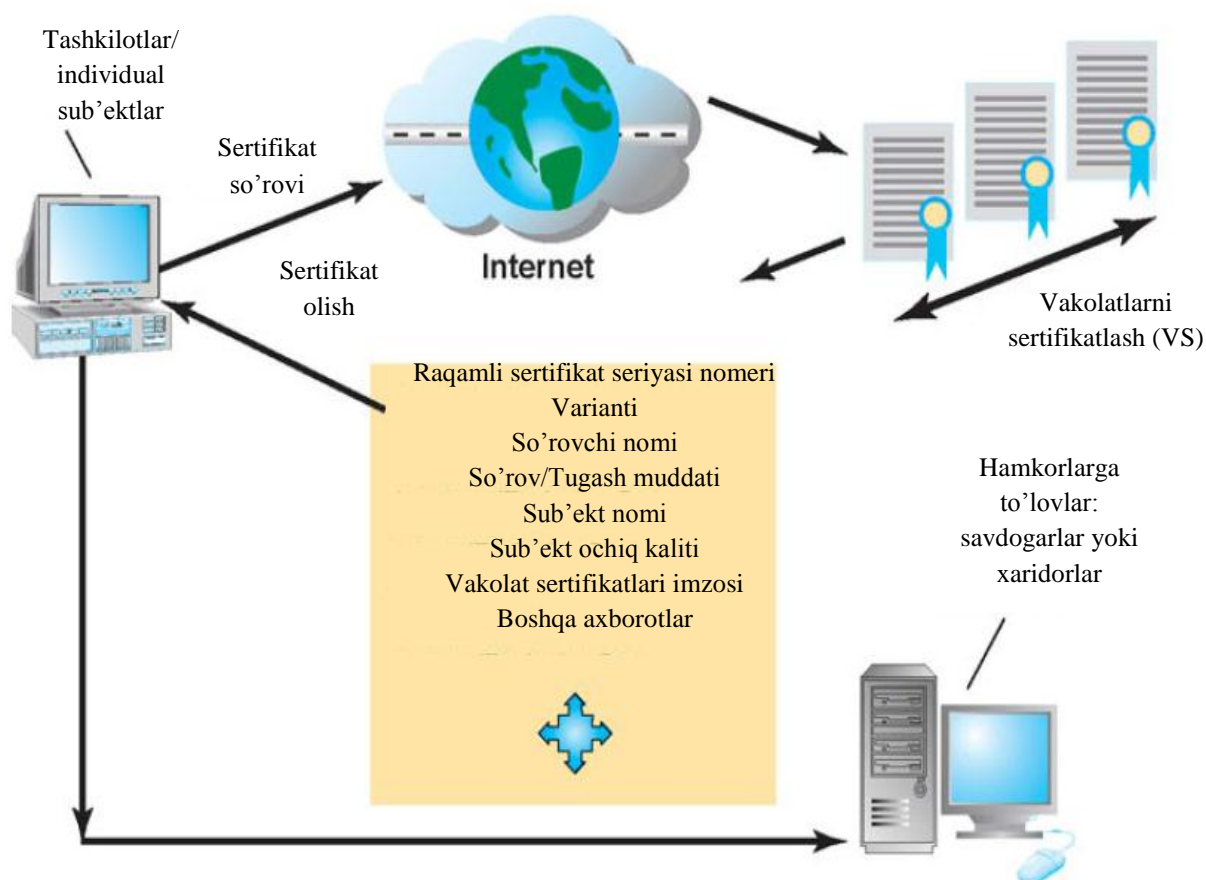 Tashkilotlar/
individual
sub’ektlar
Sertifikat
so’rovi
Internet
Sertifikat
olish
Vakolatlarni
sertifikatlash (VS)
Raqamli sertifikat seriyasi nomeri
Varianti
So’rovchi nomi
So’rov/Tugash muddati
Sub’ekt nomi
Sub’ekt ochiq kaliti
Vakolat sertifikatlari imzosi
Boshqa axborotlar
Hamkorlarga
to’lovlar:
savdogarlar yoki
xaridorlar